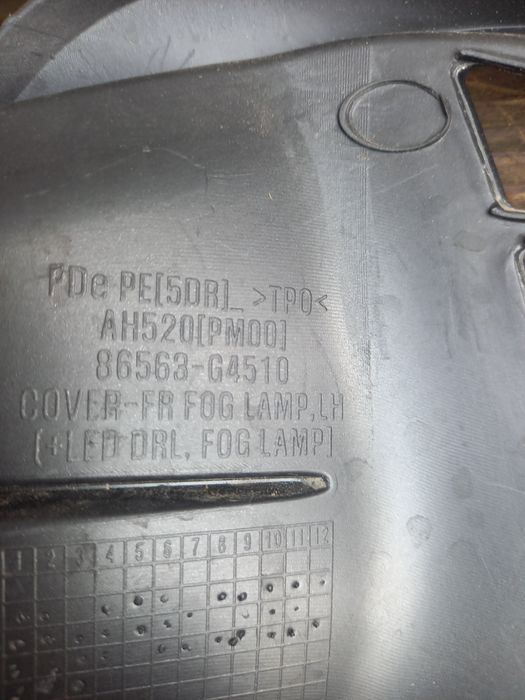 PDe PE[5DR]_ >TPO<
AH520[PM00]
86563-G4510
COVER-FR FOG LAMP,LH
[+LED DRL, FOG LAMP]
1 2 3 4 5 6 7 8 9 10 11 12